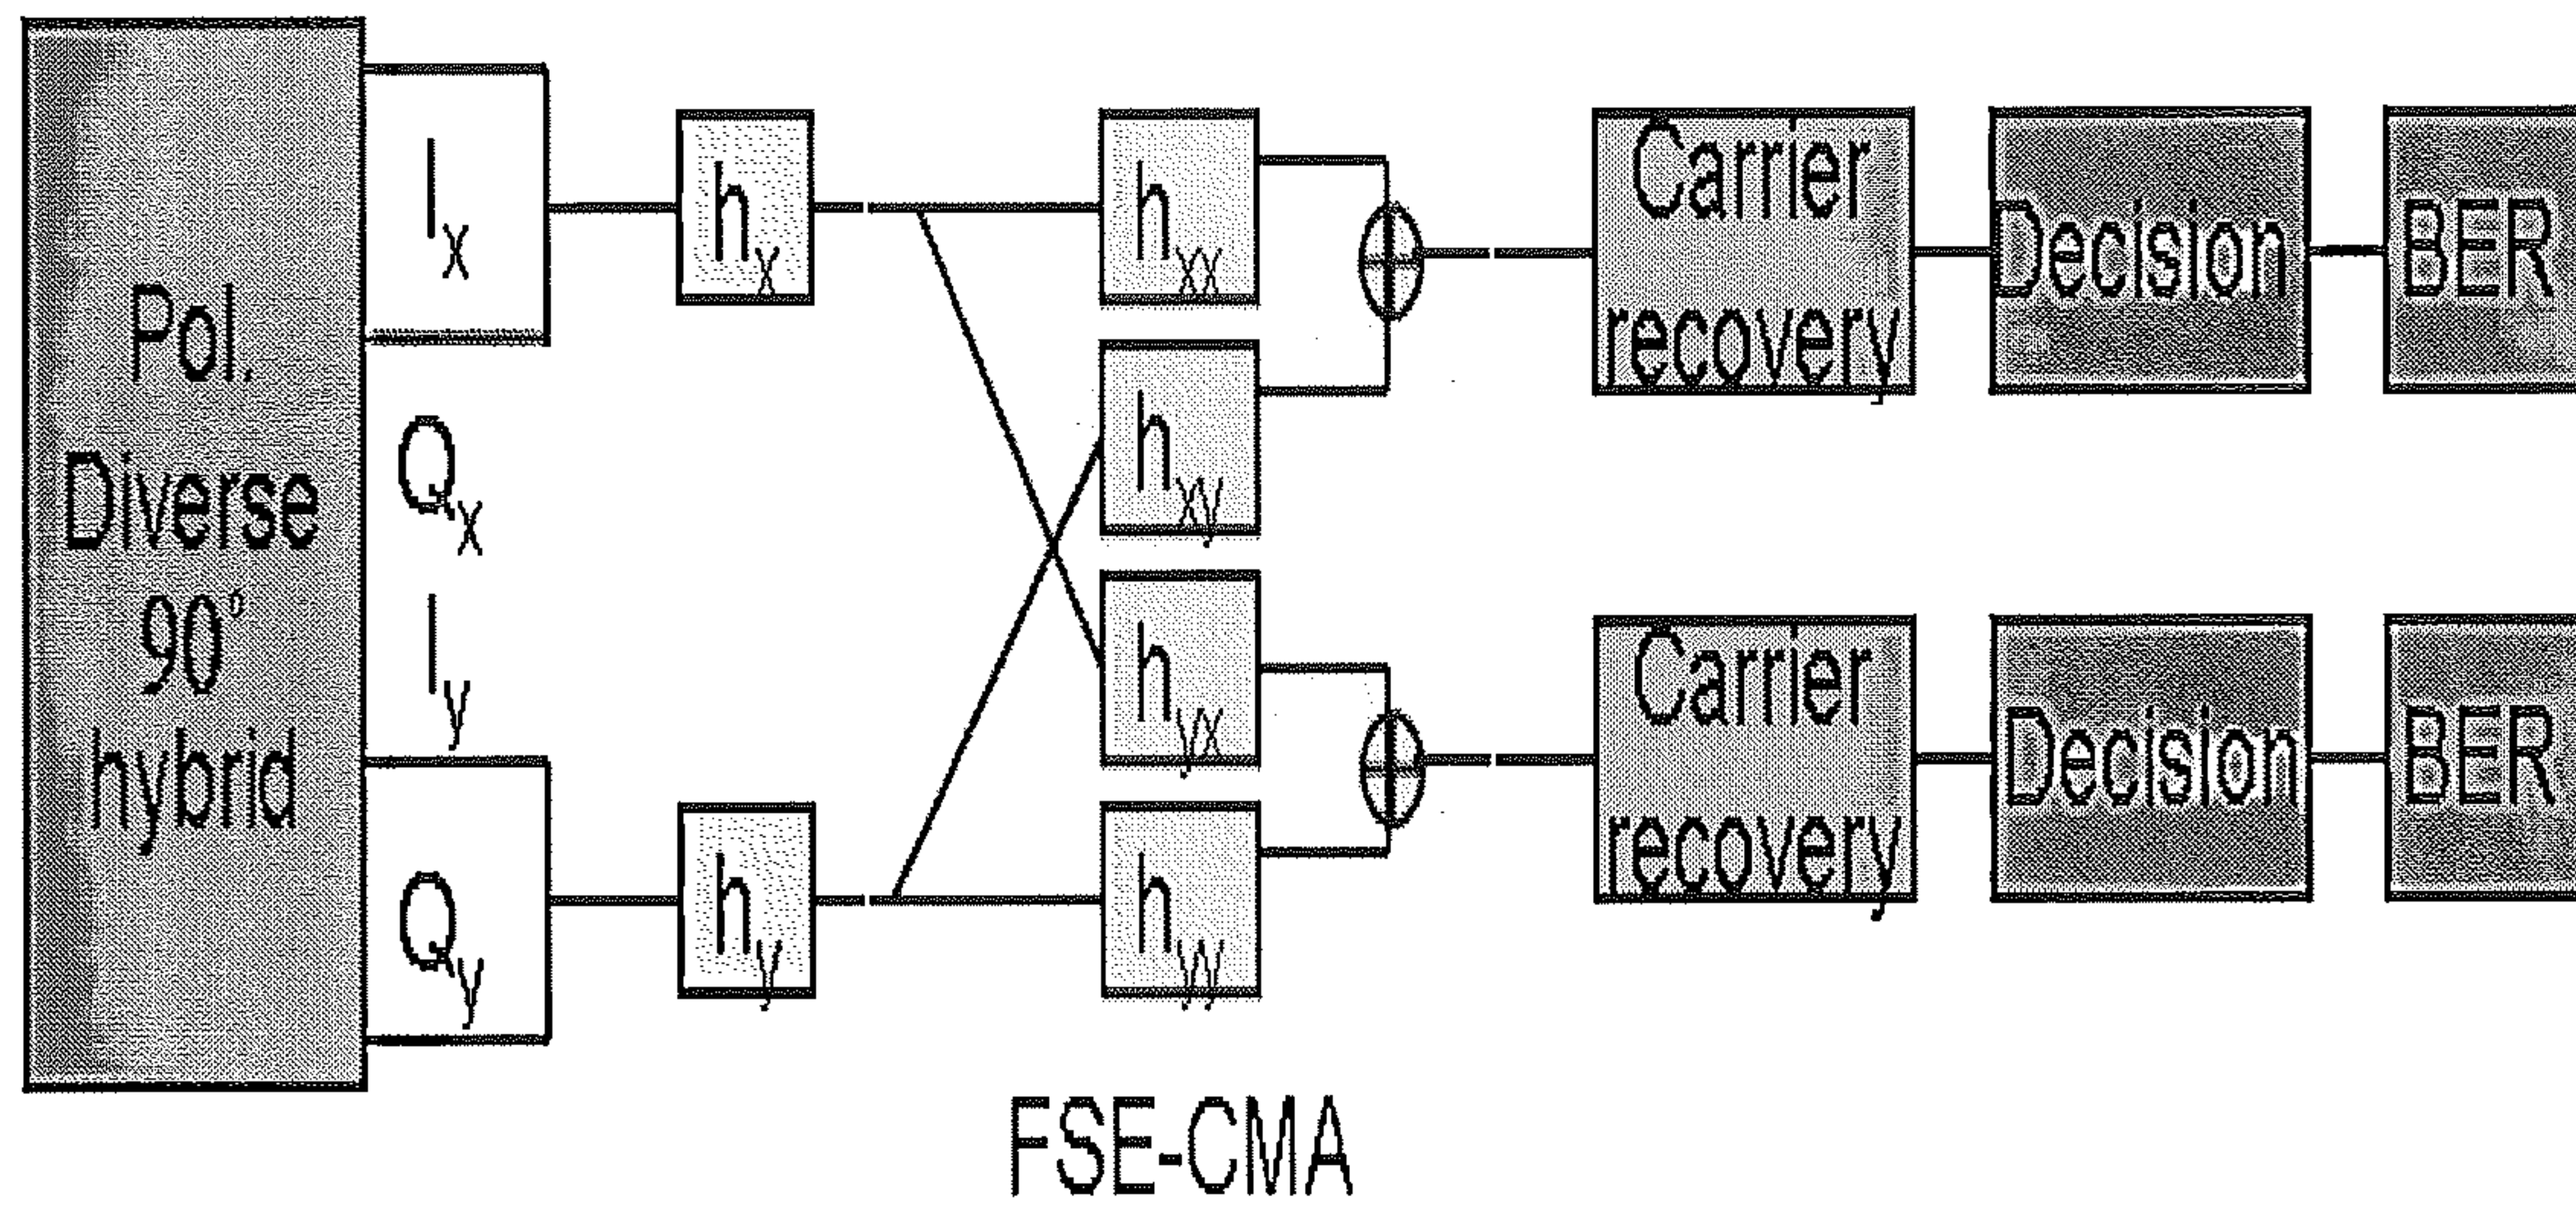 Pol.
Diverse
90°
hybrid
Ix
Qx
Iy
Qy
hx
hy
hxx
hxy
hyx
hyy
Carrier
recovery
Decision
BER
Carrier
recovery
Decision
BER
FSE-CMA